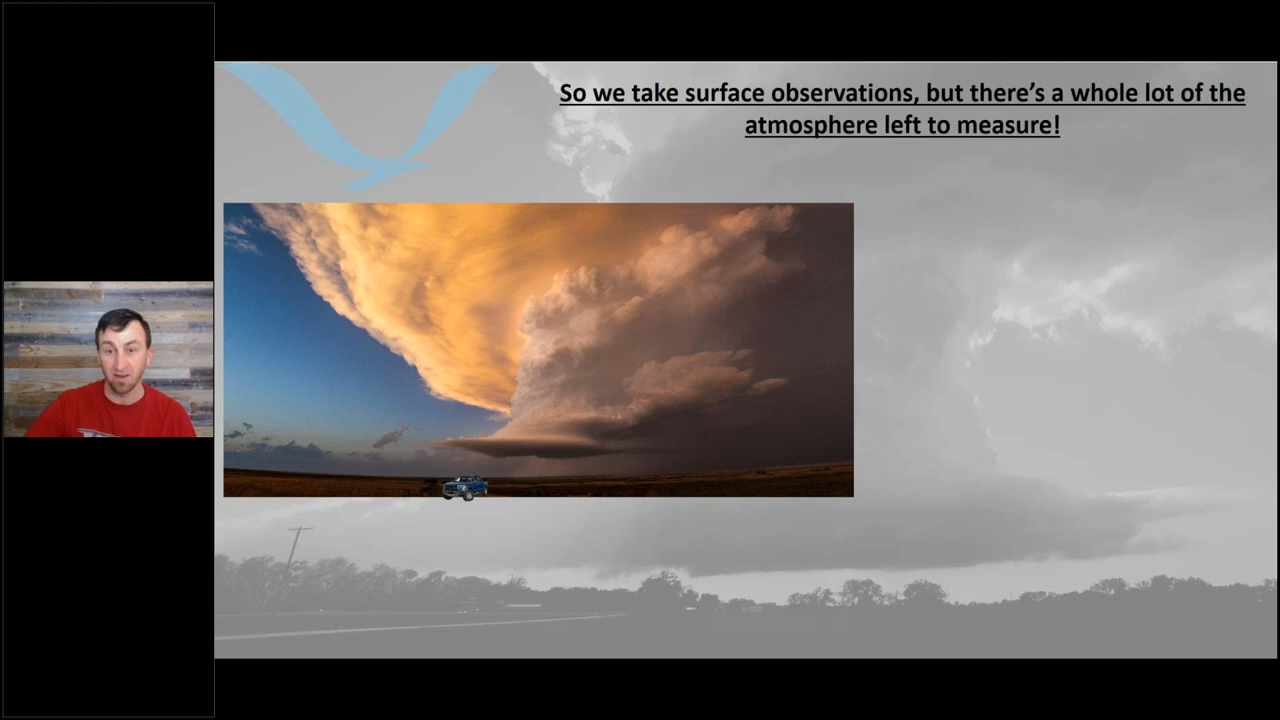 So we take surface observations, but there’s a whole lot of the
atmosphere left to measure!